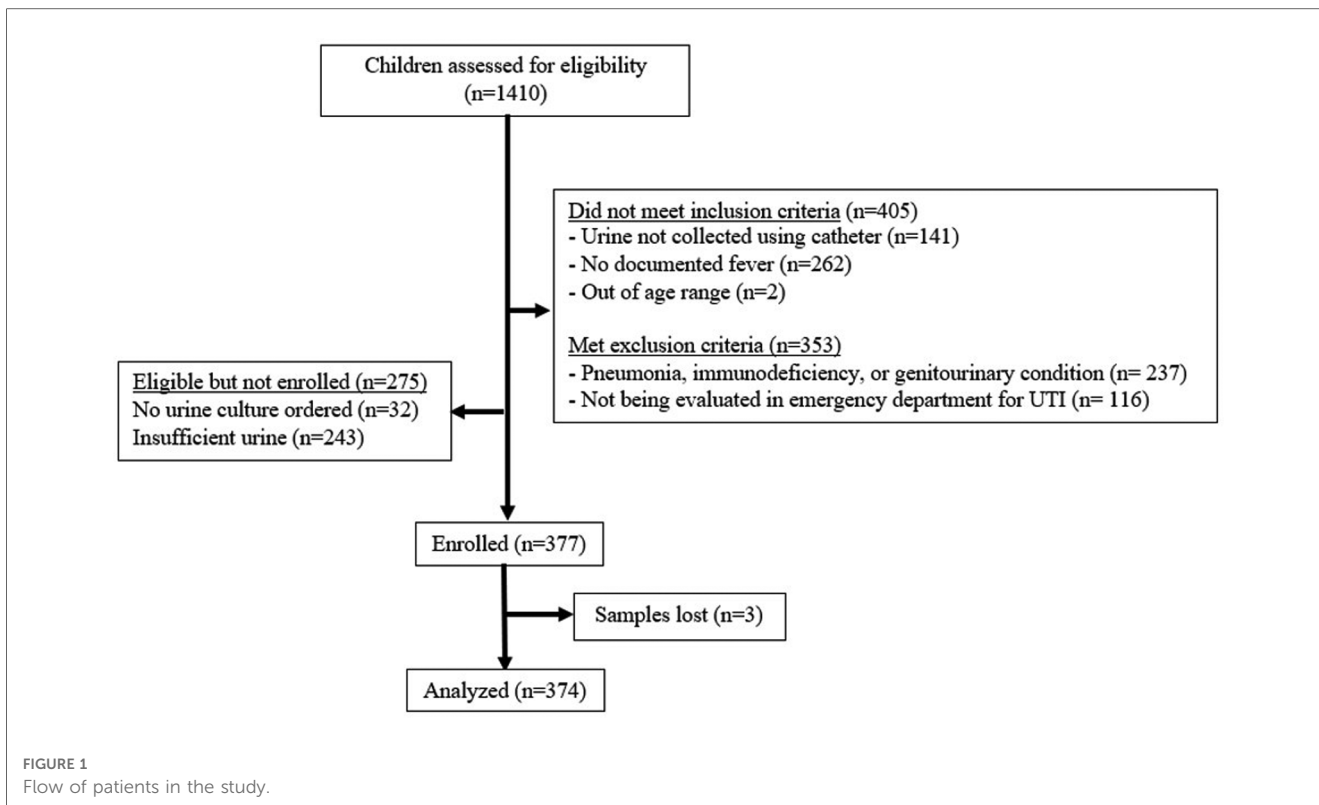 Children assessed for eligibility
(n=1410)
Did not meet inclusion criteria (n=405)
- Urine not collected using catheter (n=141)
- No documented fever (n=262)
- Out of age range (n=2)
Met exclusion criteria (n=353)
- Pneumonia, immunodeficiency, or genitourinary condition (n= 237)
- Not being evaluated in emergency department for UTI (n= 116)
Eligible but not enrolled (n=275)
No urine culture ordered (n=32)
Insufficient urine (n=243)
Enrolled (n=377)
Samples lost (n=3)
Analyzed (n=374)
FIGURE 1
Flow of patients in the study.